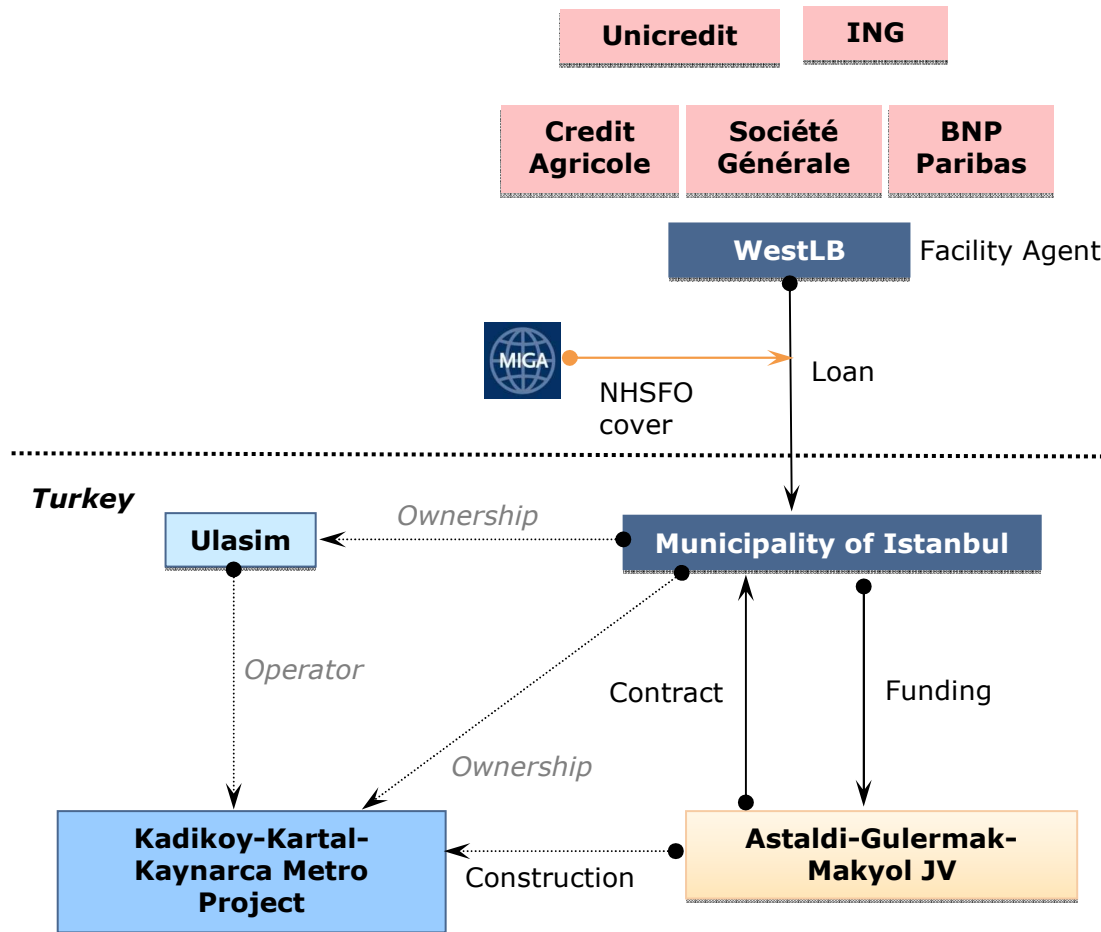 Unicredit
ING
Credit
Agricole
Société
Générale
BNP
Paribas
WestLB
Facility Agent
MIGA
NHSFO
cover
Loan
Turkey
Ulasim
Ownership
Municipality of Istanbul
Operator
Contract
Funding
Ownership
Kadikoy-Kartal-
Kaynarca Metro
Project
Construction
Astaldi-Gulermak-
Makyol JV